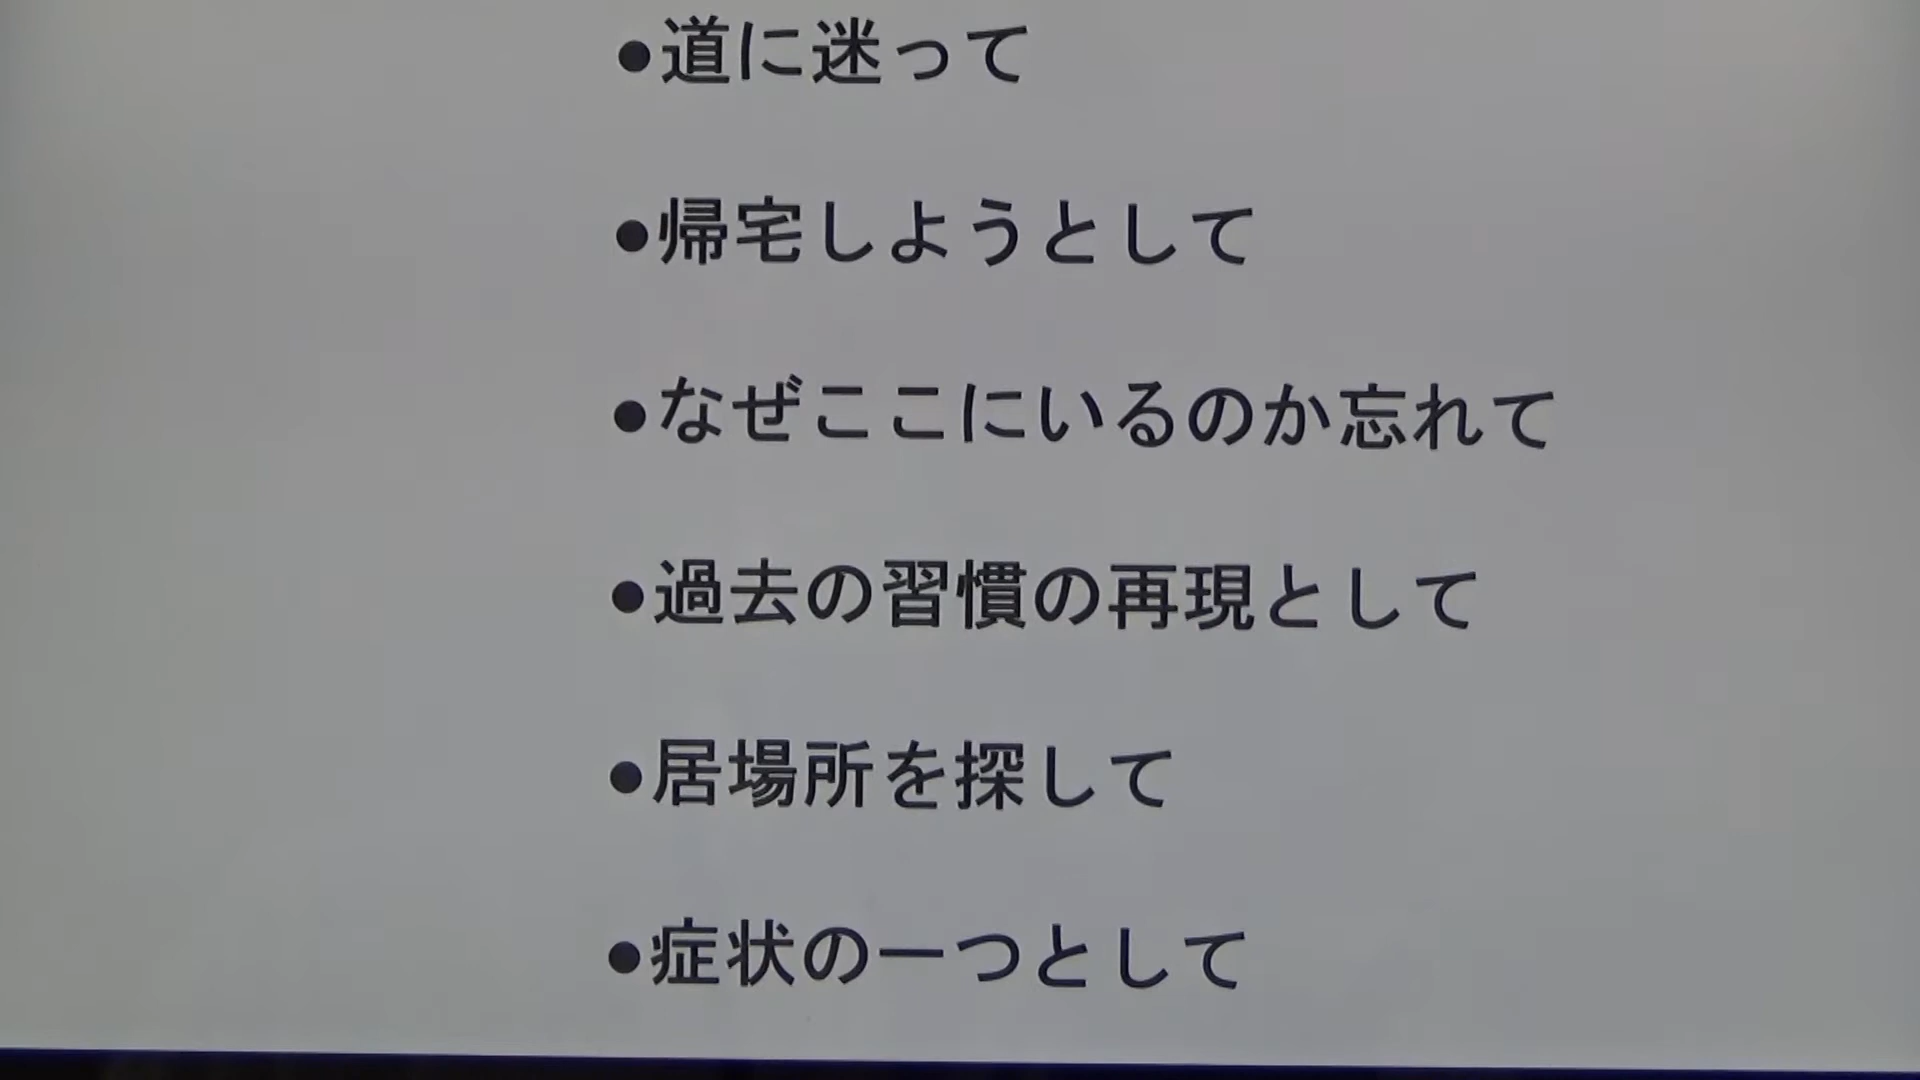 ●道に迷って
●帰宅しようとして
●なぜここにいるのか忘れて
●過去の習慣の再現として
●居場所を探して
●症状の一つとして